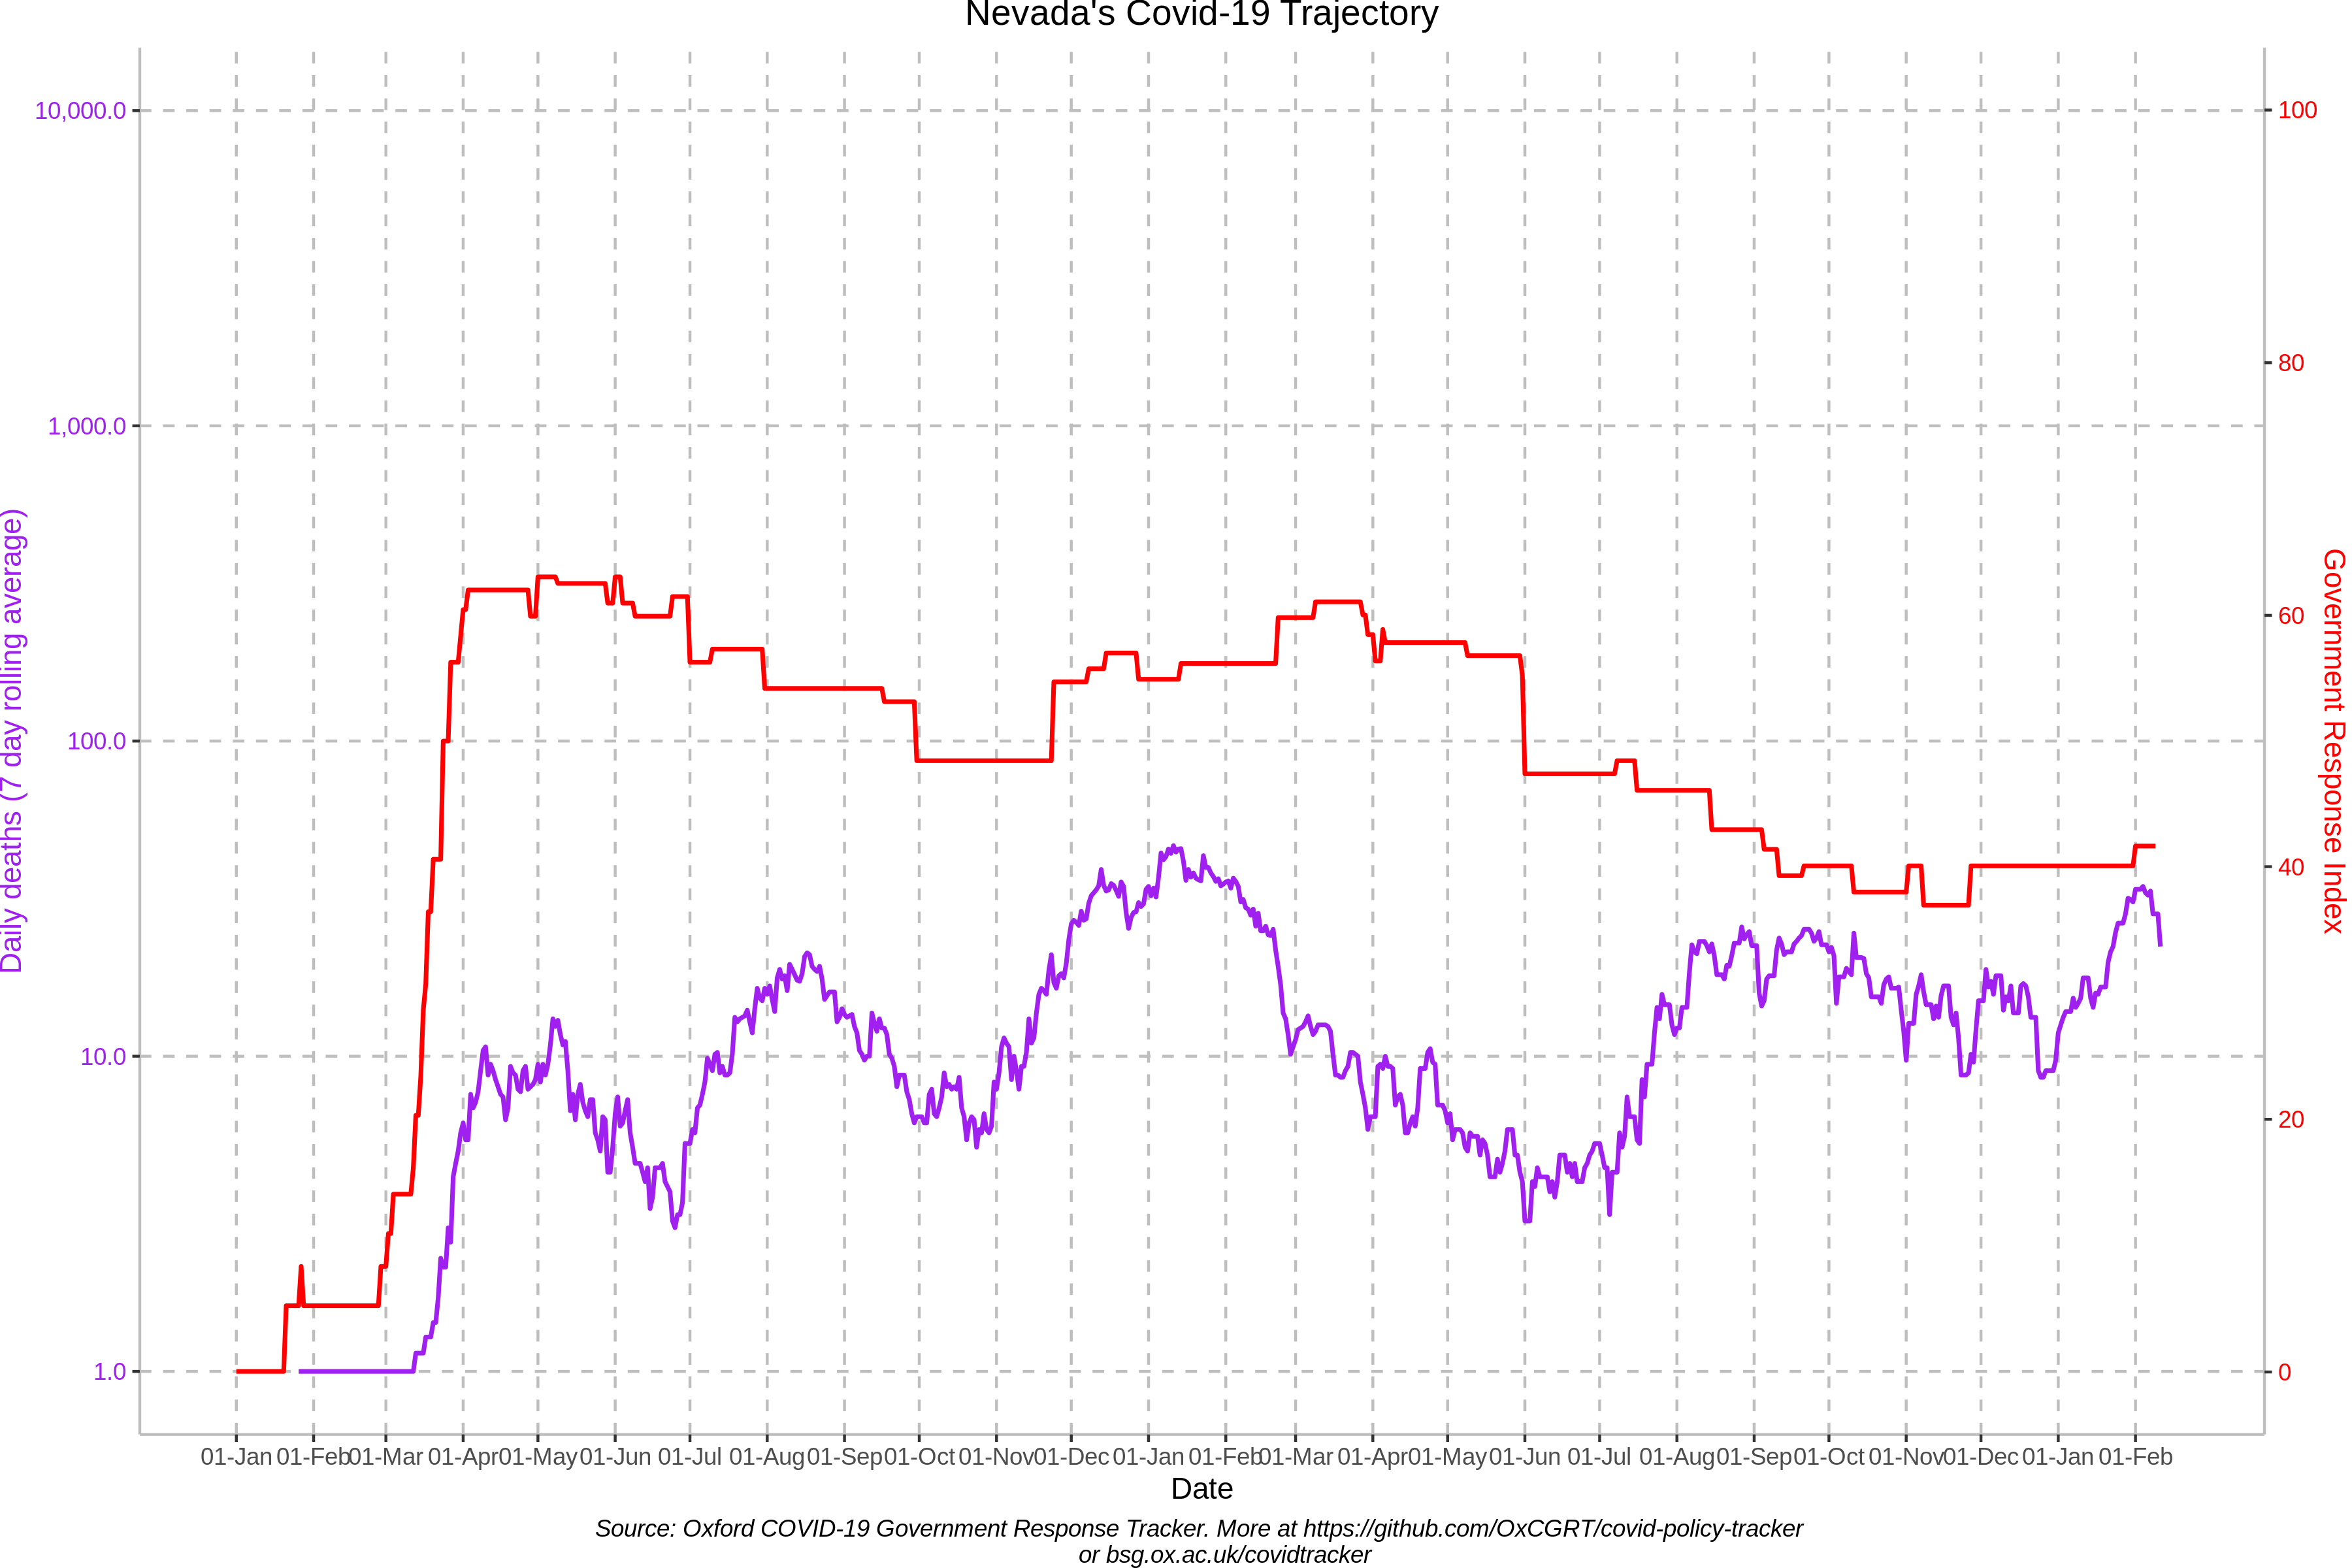 Nevada's Covid-19 Trajectory
10,000.0
1,000.0
100.0
10.0
1.0
Daily deaths (7 day rolling average)
100
80
60
40
20
0
Government Response Index
01-Jan 01-Feb 01-Mar 01-Apr 01-May 01-Jun 01-Jul 01-Aug 01-Sep 01-Oct 01-Nov 01-Dec 01-Jan 01-Feb 01-Mar 01-Apr 01-May 01-Jun 01-Jul 01-Aug 01-Sep 01-Oct 01-Nov 01-Dec 01-Jan 01-Feb
Date
Source: Oxford COVID-19 Government Response Tracker. More at https://github.com/OxCGRT/covid-policy-tracker
or bsg.ox.ac.uk/covidtracker